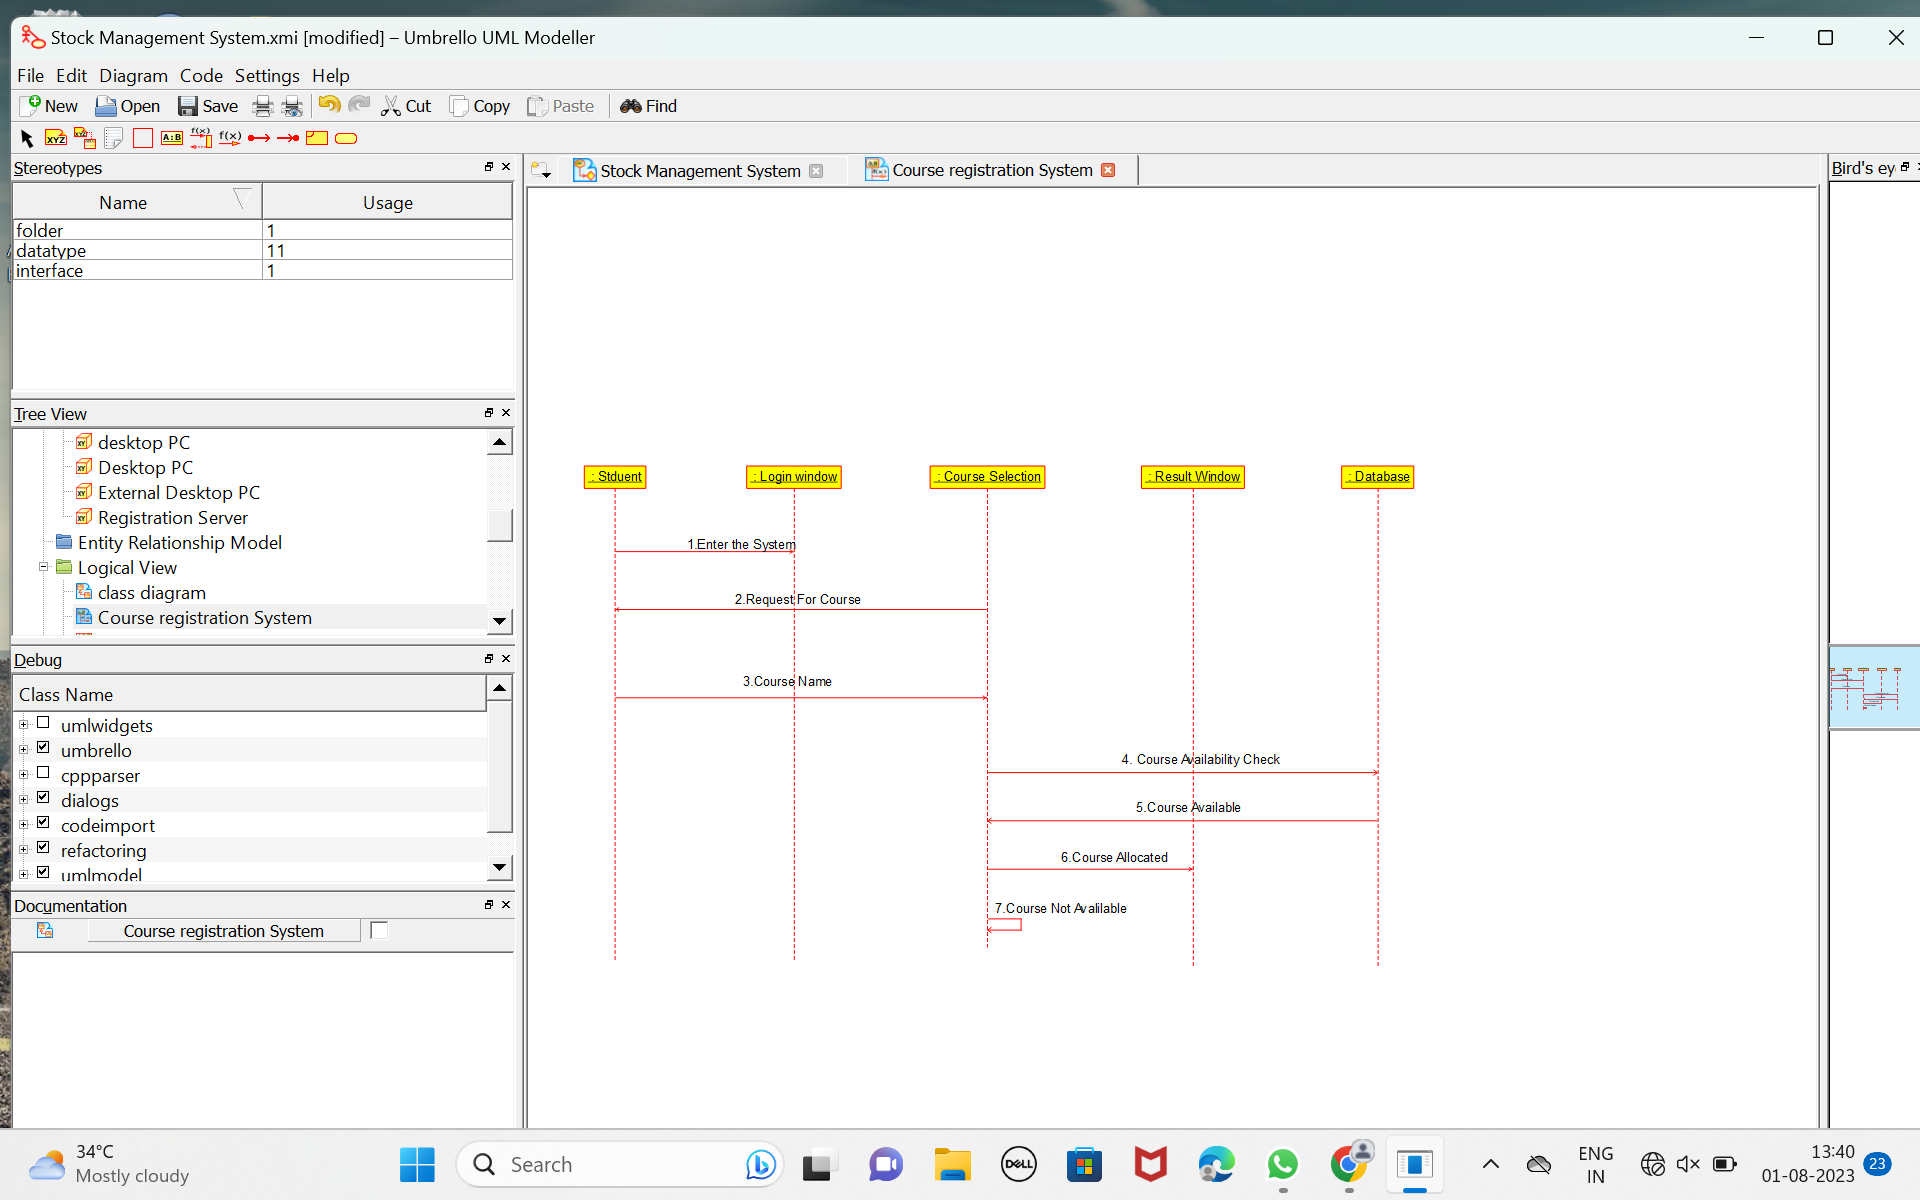 Stock Management System.xmi [modified] – Umbrello UML Modeller
File Edit Diagram Code Settings Help
New Open Save Cut Copy Paste Find
XYZ XYZ A:B f(x) f(x)
Stereotypes
Name Usage
folder 1
datatype 11
interface 1
Tree View
desktop PC
Desktop PC
External Desktop PC
Registration Server
Entity Relationship Model
Logical View
class diagram
Course registration System
Debug
Class Name
umlwidgets
umbrello
cppparser
dialogs
codeimport
refactoring
umlmodel
Documentation
Course registration System
Stock Management System
Course registration System
Bird's ey
: Stduent
: Login window
: Course Selection
: Result Window
: Database
1.Enter the System
2.Request For Course
3.Course Name
4. Course Availability Check
5.Course Available
6.Course Allocated
7.Course Not Avalilable
34°C
Mostly cloudy
Search
DELL
ENG
IN
13:40
01-08-2023
23